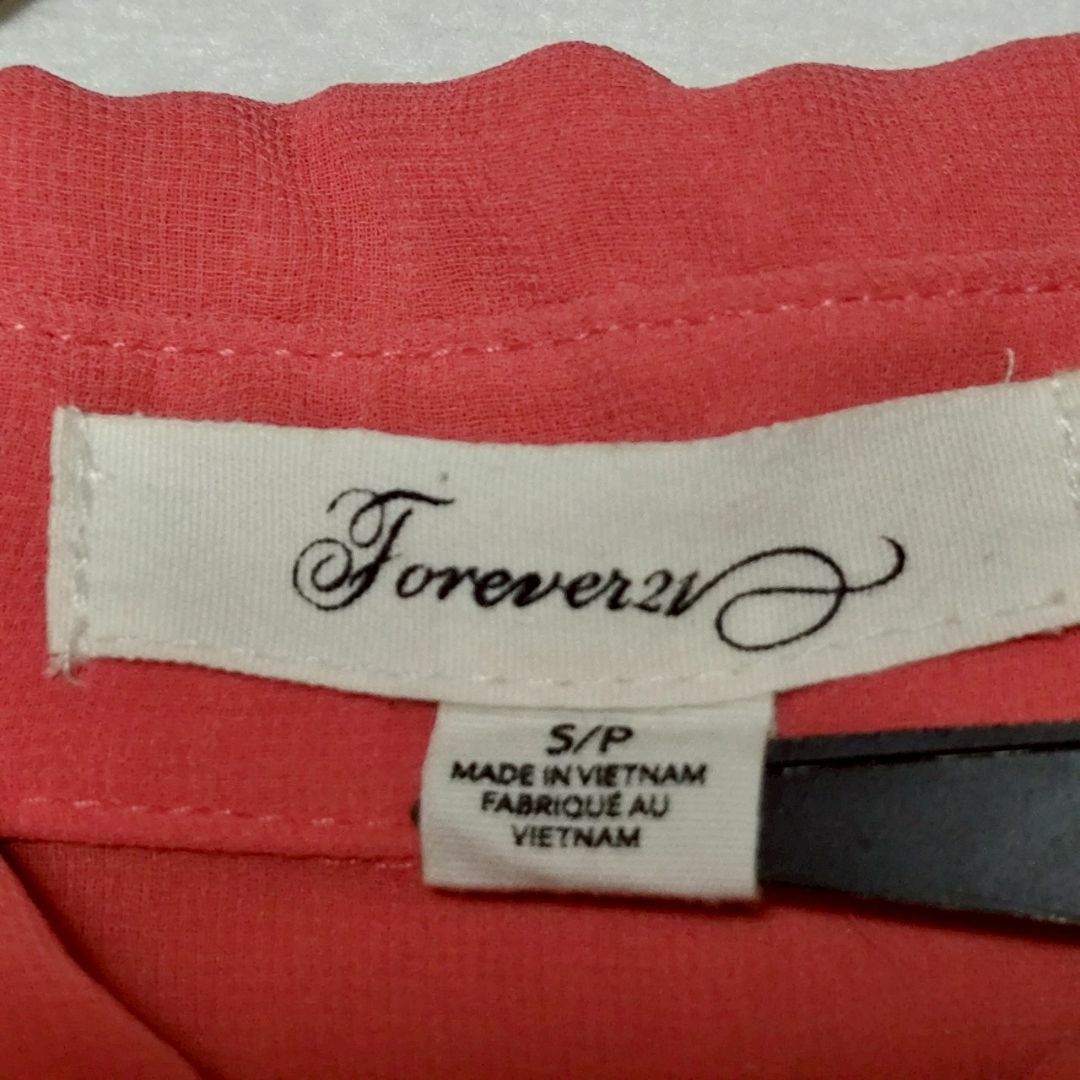 Forever21
S/P
MADE IN VIETNAM
FABRIQUÉ AU
VIETNAM